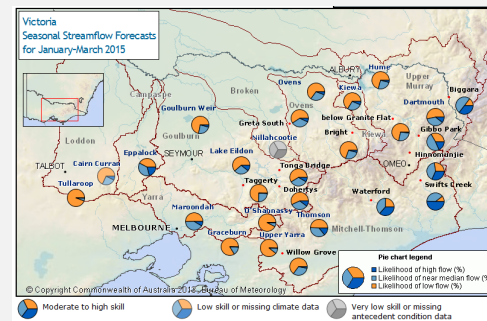 Victoria
Seasonal Streamflow Forecasts
for January-March 2015
ALBURY
Hume
Upper
Murray
Ovens
Kiewa
Biggara
Campaspe
Broken
Dartmouth
Goulburn Weir
Ovens
below Granite Flat
Greta South
Gibbo Park
Goulburn
Nillahcootie
Bright
Kiewa
Hinnomanjie
Loddon
SEYMOUR
Lake Eildon
OMEO
TALBOT
Eppalock
Cairn Curran
Tonga Bridge
Swifts Creek
Tullaroop
Taggerty
Dohertys
Waterford
Yarra
Maroondah
O'Shannassy
Thomson
MELBOURNE
Graceburn
Upper Yarra
Mitchell-Thomson
Willow Grove
Pie chart legend
Likelihood of high flow (%)
Likelihood of near median flow (%)
Likelihood of low flow (%)
© Copyright Commonwealth of Australia Bureau of Meteorology
Moderate to high skill
Low skill or missing climate data
Very low skill or missing
antecedent condition data